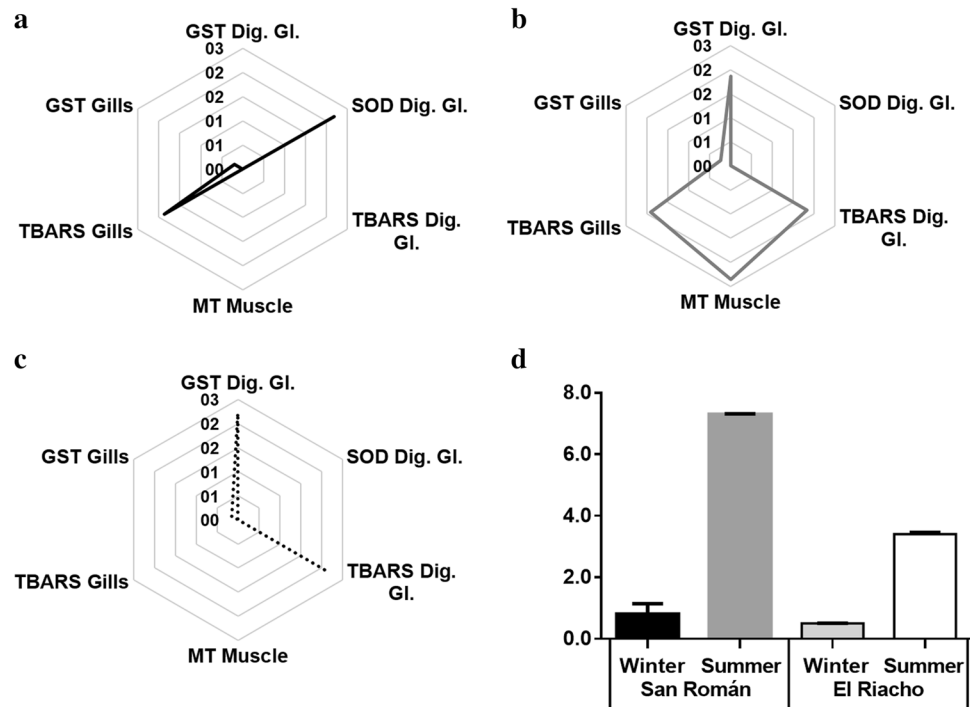 a
GST Dig. Gl.
03
02
02
01
01
00
SOD Dig. Gl.
TBARS Dig.
Gl.
MT Muscle
TBARS Gills
GST Gills
b
GST Dig. Gl.
03
02
02
01
01
00
SOD Dig. Gl.
TBARS Dig.
Gl.
MT Muscle
TBARS Gills
GST Gills
c
GST Dig. Gl.
03
02
02
01
01
00
SOD Dig. Gl.
TBARS Dig.
Gl.
MT Muscle
TBARS Gills
GST Gills
d
8.0
6.0
4.0
2.0
0.0
Winter Summer Winter Summer
San Román El Riacho